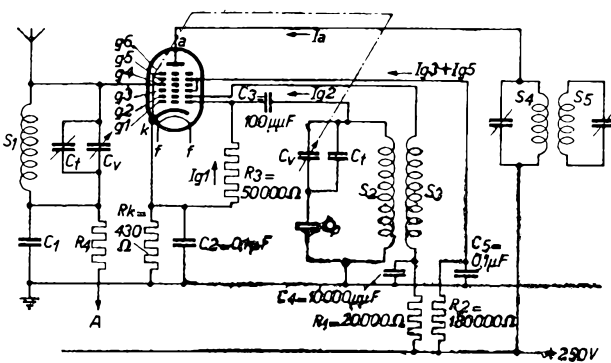 g6
g5
g4
g3
g2
g1
a
k
f f
Ia
Ig3+Ig5
Ig2
C3=
100µµF
S1
Ct
Cv
Ig1
R3=
50000Ω
Cv
Ct
S2
S3
S4
S5
C1
R4
Rk=
430
Ω
C2=0,1µF
C4=10000µµF
C5=
0,1µF
R1=20000Ω
R2=
180000Ω
A
+250V